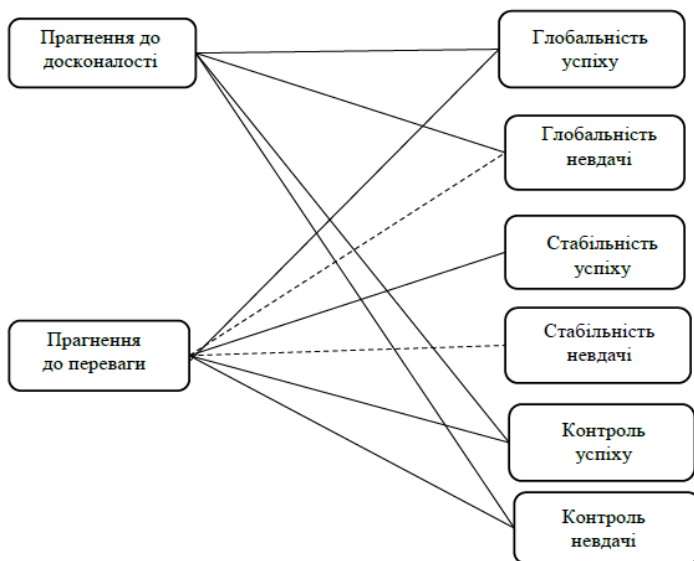 Прагнення до
досконалості
Глобальність
успіху
Глобальність
невдачі
Стабільність
успіху
Прагнення
до переваги
Стабільність
невдачі
Контроль
успіху
Контроль
невдачі